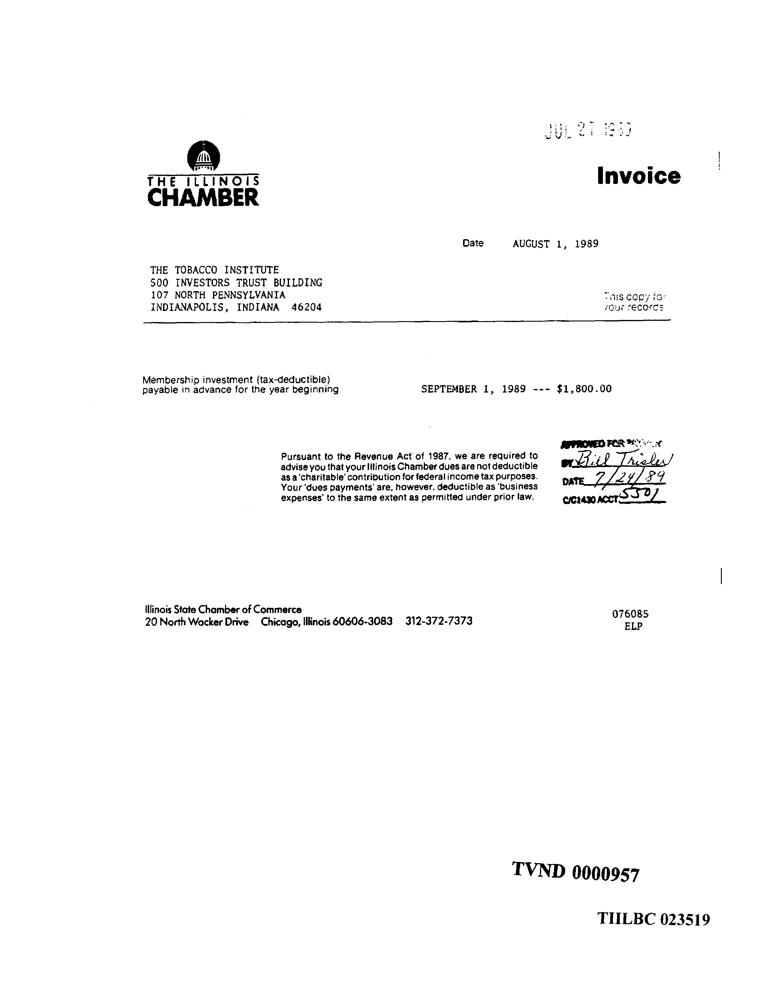 JUL 27 1989
THE ILLINOIS
CHAMBER
Invoice
Date AUGUST 1, 1989
THE TOBACCO INSTITUTE
500 INVESTORS TRUST BUILDING
107 NORTH PENNSYLVANIA
INDIANAPOLIS, INDIANA 46204
This copy for
your records
Membership investment (tax-deductible)
payable in advance for the year beginning
SEPTEMBER 1, 1989 --- $1,800.00
Pursuant to the Revenue Act of 1987, we are required to
advise you that your Illinois Chamber dues are not deductible
as a 'charitable' contribution for federal income tax purposes.
Your 'dues payments' are, however, deductible as 'business
expenses' to the same extent as permitted under prior law.
APPROVED FOR
BY Bill Trisler
DATE 7/24/89
C/C1430 ACCT 5501
Illinois State Chamber of Commerce
20 North Wacker Drive Chicago, Illinois 60606-3083 312-372-7373
076085
ELP
TVND 0000957
TIILBC 023519